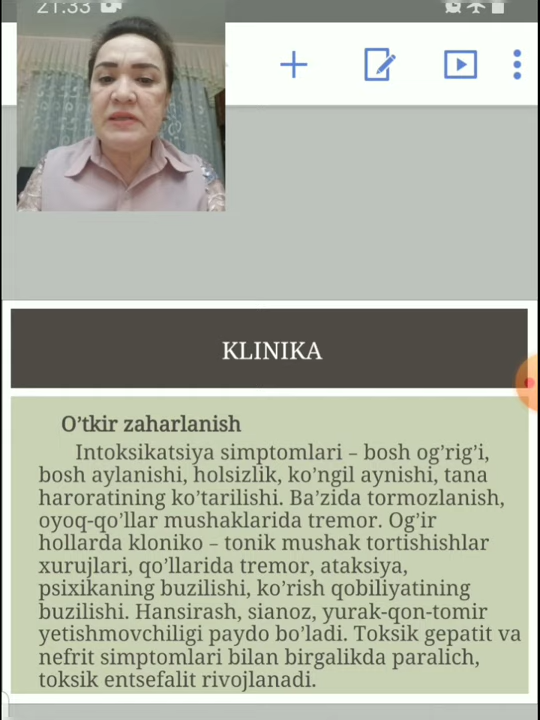 21:33
KLINIKA
O’tkir zaharlanish
Intoksikatsiya simptomlari – bosh og’rig’i,
bosh aylanishi, holsizlik, ko’ngil aynishi, tana
haroratining ko’tarilishi. Ba’zida tormozlanish,
oyoq-qo’llar mushaklarida tremor. Og’ir
hollarda kloniko – tonik mushak tortishishlar
xurujlari, qo’llarida tremor, ataksiya,
psixikaning buzilishi, ko’rish qobiliyatining
buzilishi. Hansirash, sianoz, yurak-qon-tomir
yetishmovchiligi paydo bo’ladi. Toksik gepatit va
nefrit simptomlari bilan birgalikda paralich,
toksik entsefalit rivojlanadi.